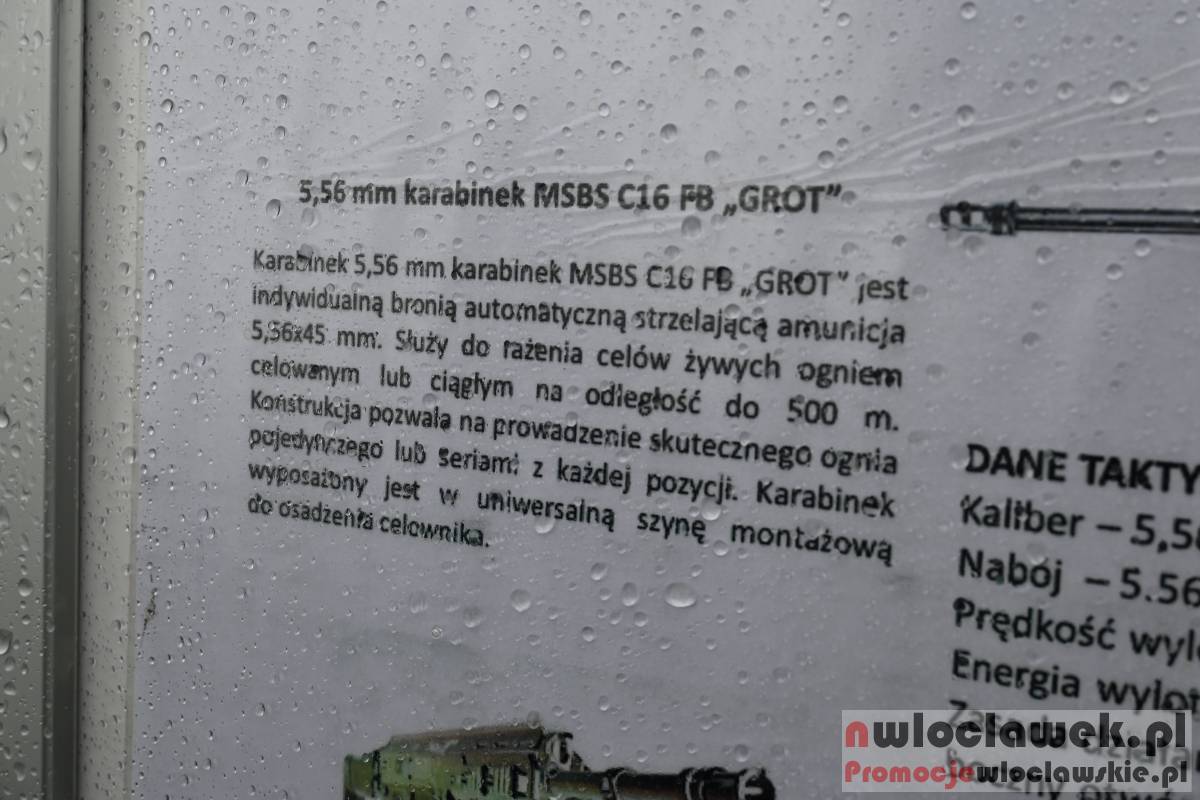 5,56 mm karabinek MSBS C16 FB „GROT”
Karabinek 5,56 mm karabinek MSBS C16 FB „GROT” jest
indywidualną bronią automatyczną strzelającą amunicja
5,56x45 mm. Służy do rażenia celów żywych ogniem
celowanym lub ciągłym na odległość do 500 m.
Konstrukcja pozwala na prowadzenie skutecznego ognia
pojedynczego lub seriami z każdej pozycji. Karabinek
wyposażony jest w uniwersalną szynę montażową
do osadzenia celownika.
DANE TAKTY
Kaliber – 5,56
Nabój – 5.56
Prędkość wylo
Energia wylot
Zasada działa
nwloclawek.pl
Promocjewloclawskie.pl